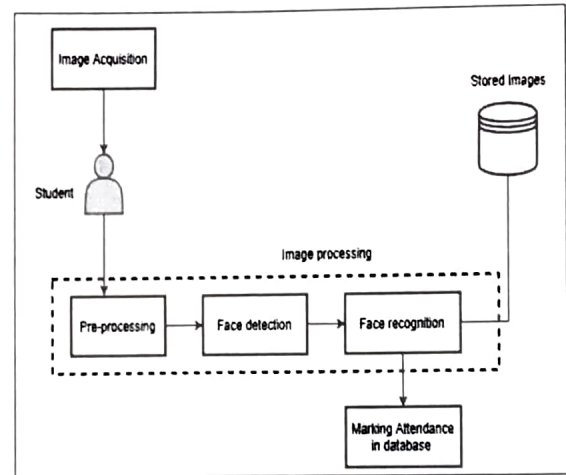 Image Acquisition
Stored Images
Student
Image processing
Pre-processing
Face detection
Face recognition
Marking Attendance
in database